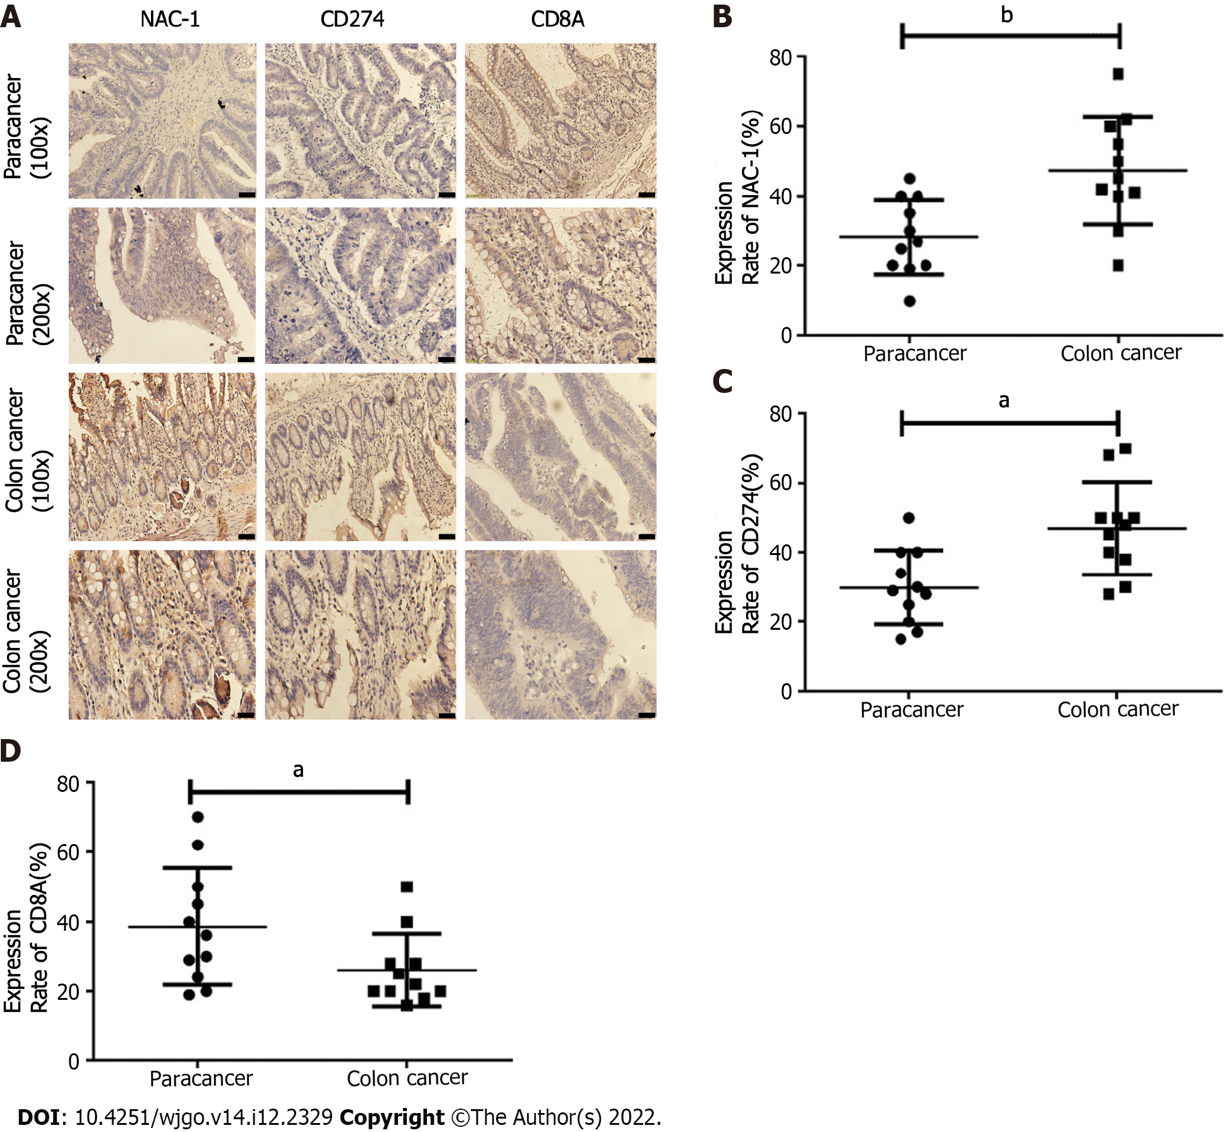 A
NAC-1
CD274
CD8A
Paracancer
(100x)
Paracancer
(200x)
Colon cancer
(100x)
Colon cancer
(200x)
B
b
Expression
Rate of NAC-1(%)
80
60
40
20
0
Paracancer
Colon cancer
C
a
Expression
Rate of CD274(%)
80
60
40
20
0
Paracancer
Colon cancer
D
a
Expression
Rate of CD8A(%)
80
60
40
20
0
Paracancer
Colon cancer
DOI: 10.4251/wjgo.v14.i12.2329 Copyright ©The Author(s) 2022.